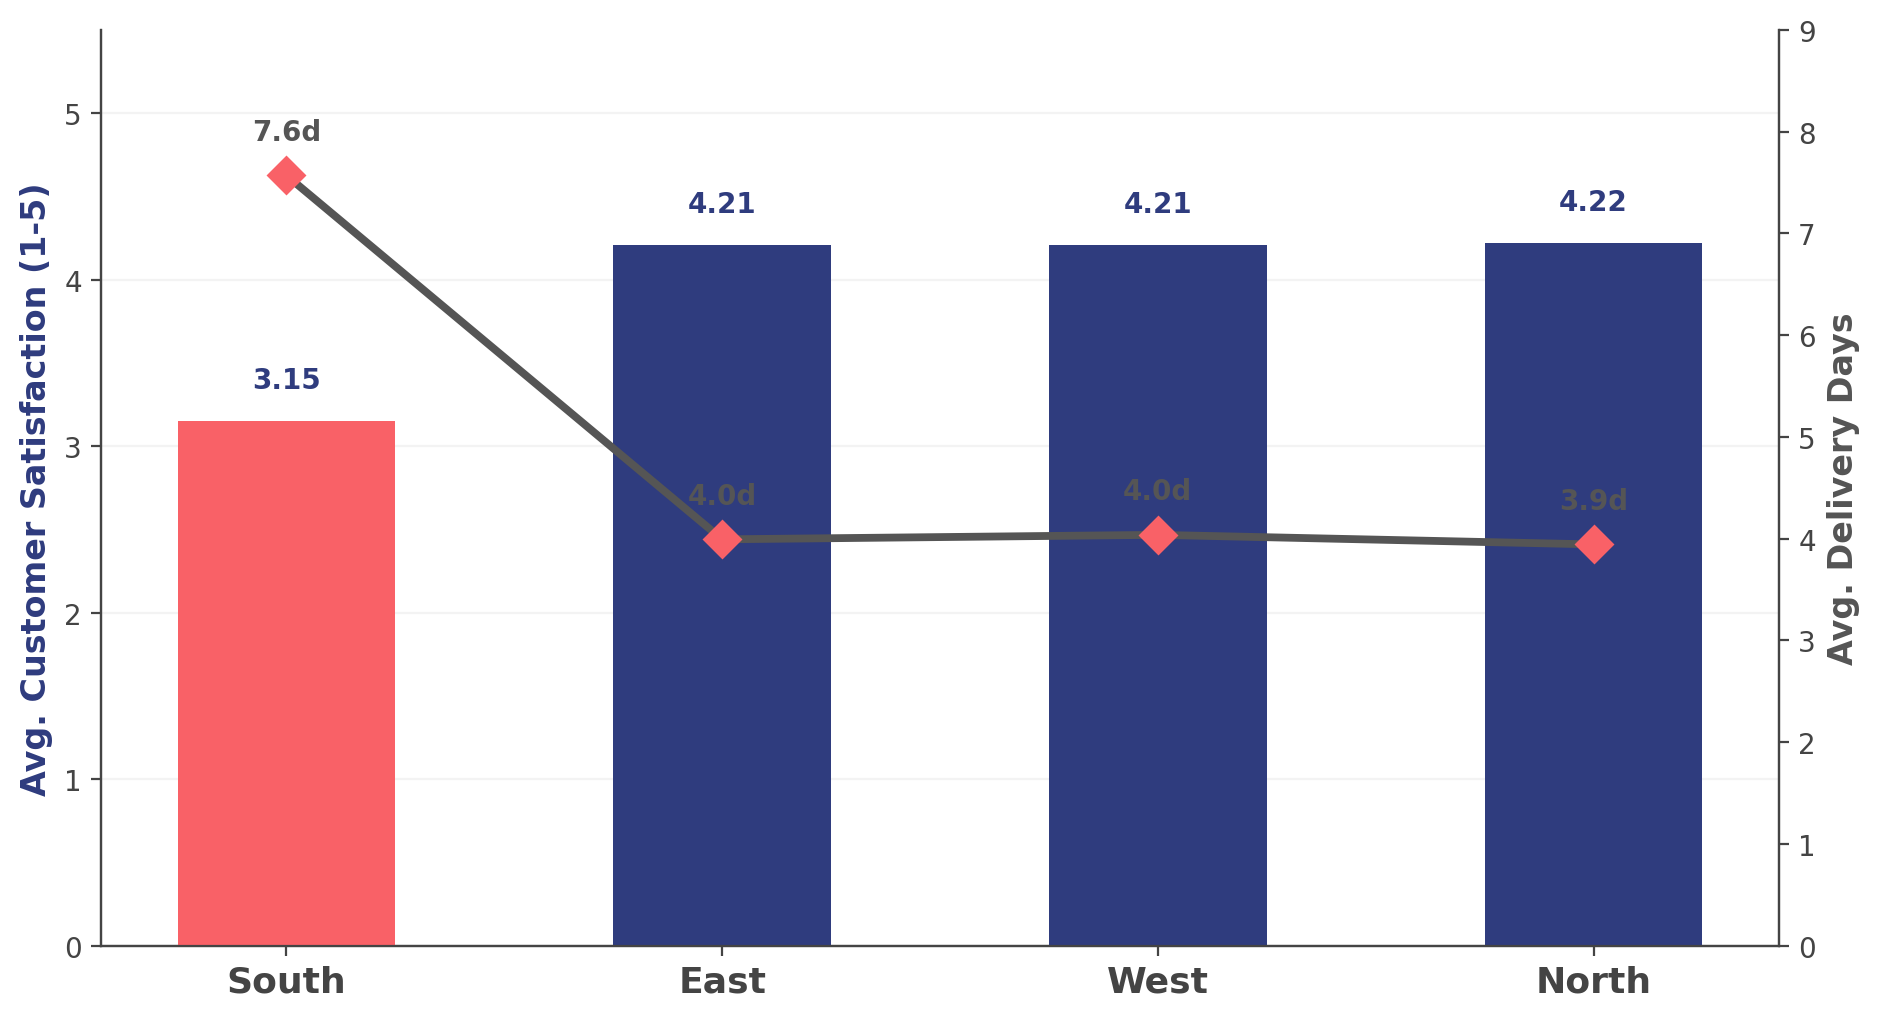 Avg. Customer Satisfaction (1-5)
5
4
3
2
1
0
7.6d
3.15
4.21
4.0d
4.21
4.0d
4.22
3.9d
9
8
7
6
5
4
3
2
1
0
Avg. Delivery Days
South
East
West
North